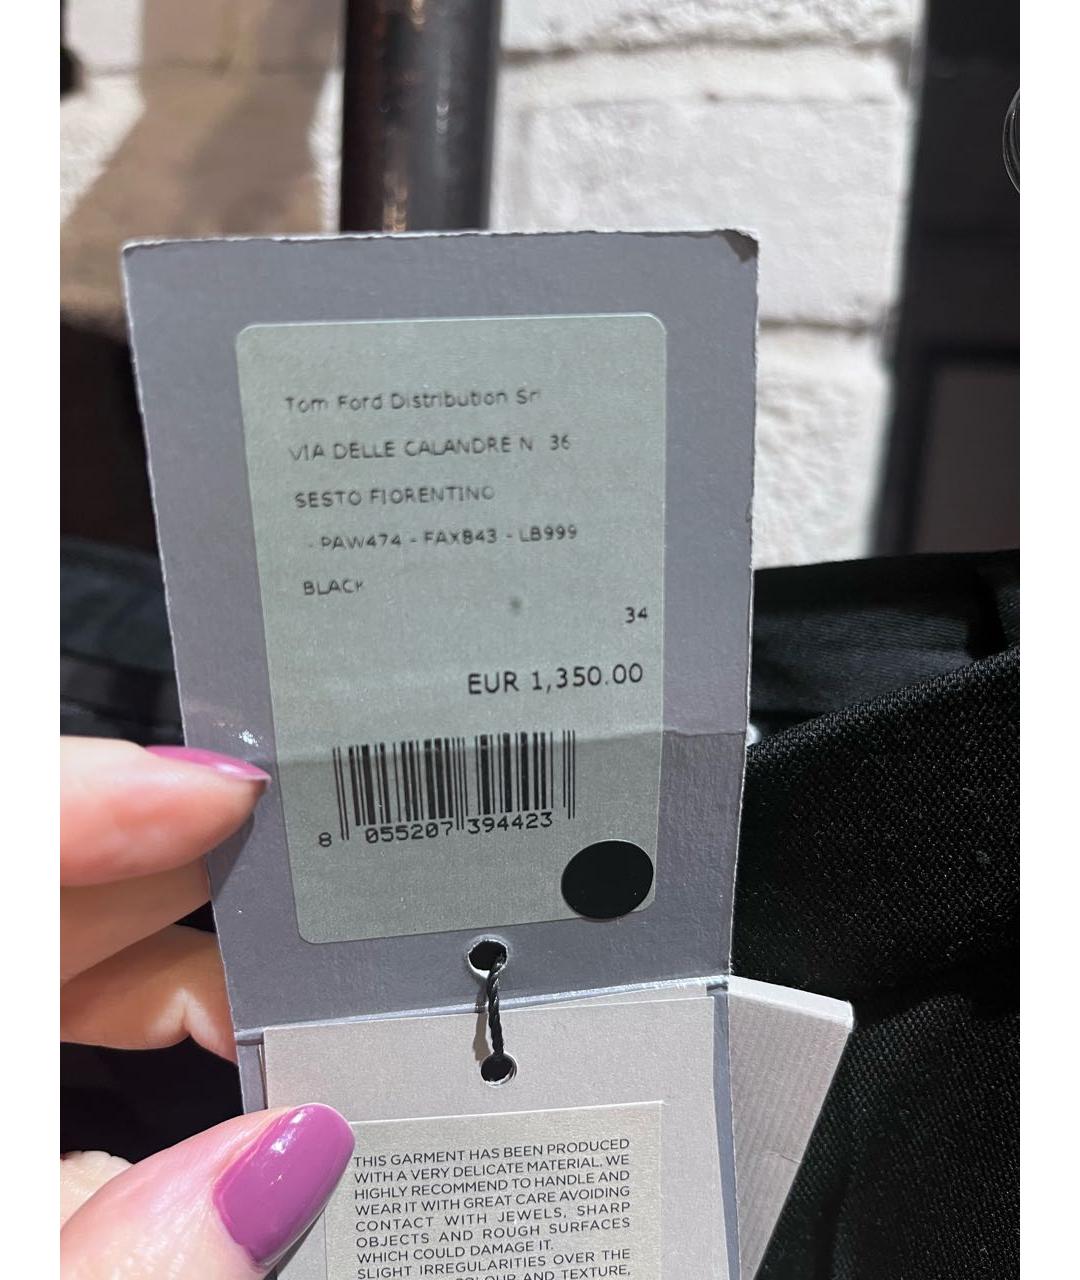 Tom Ford Distribution Srl
VIA DELLE CALANDRE N 36
SESTO FIORENTINO
- PAW474 - FAX843 - LB999
BLACK
34
EUR 1,350.00
8 055207 394423
THIS GARMENT HAS BEEN PRODUCED
WITH A VERY DELICATE MATERIAL. WE
HIGHLY RECOMMEND TO HANDLE AND
WEAR IT WITH GREAT CARE AVOIDING
CONTACT WITH JEWELS, SHARP
OBJECTS AND ROUGH SURFACES
WHICH COULD DAMAGE IT.
SLIGHT IRREGULARITIES OVER THE
AND TEXTURE,